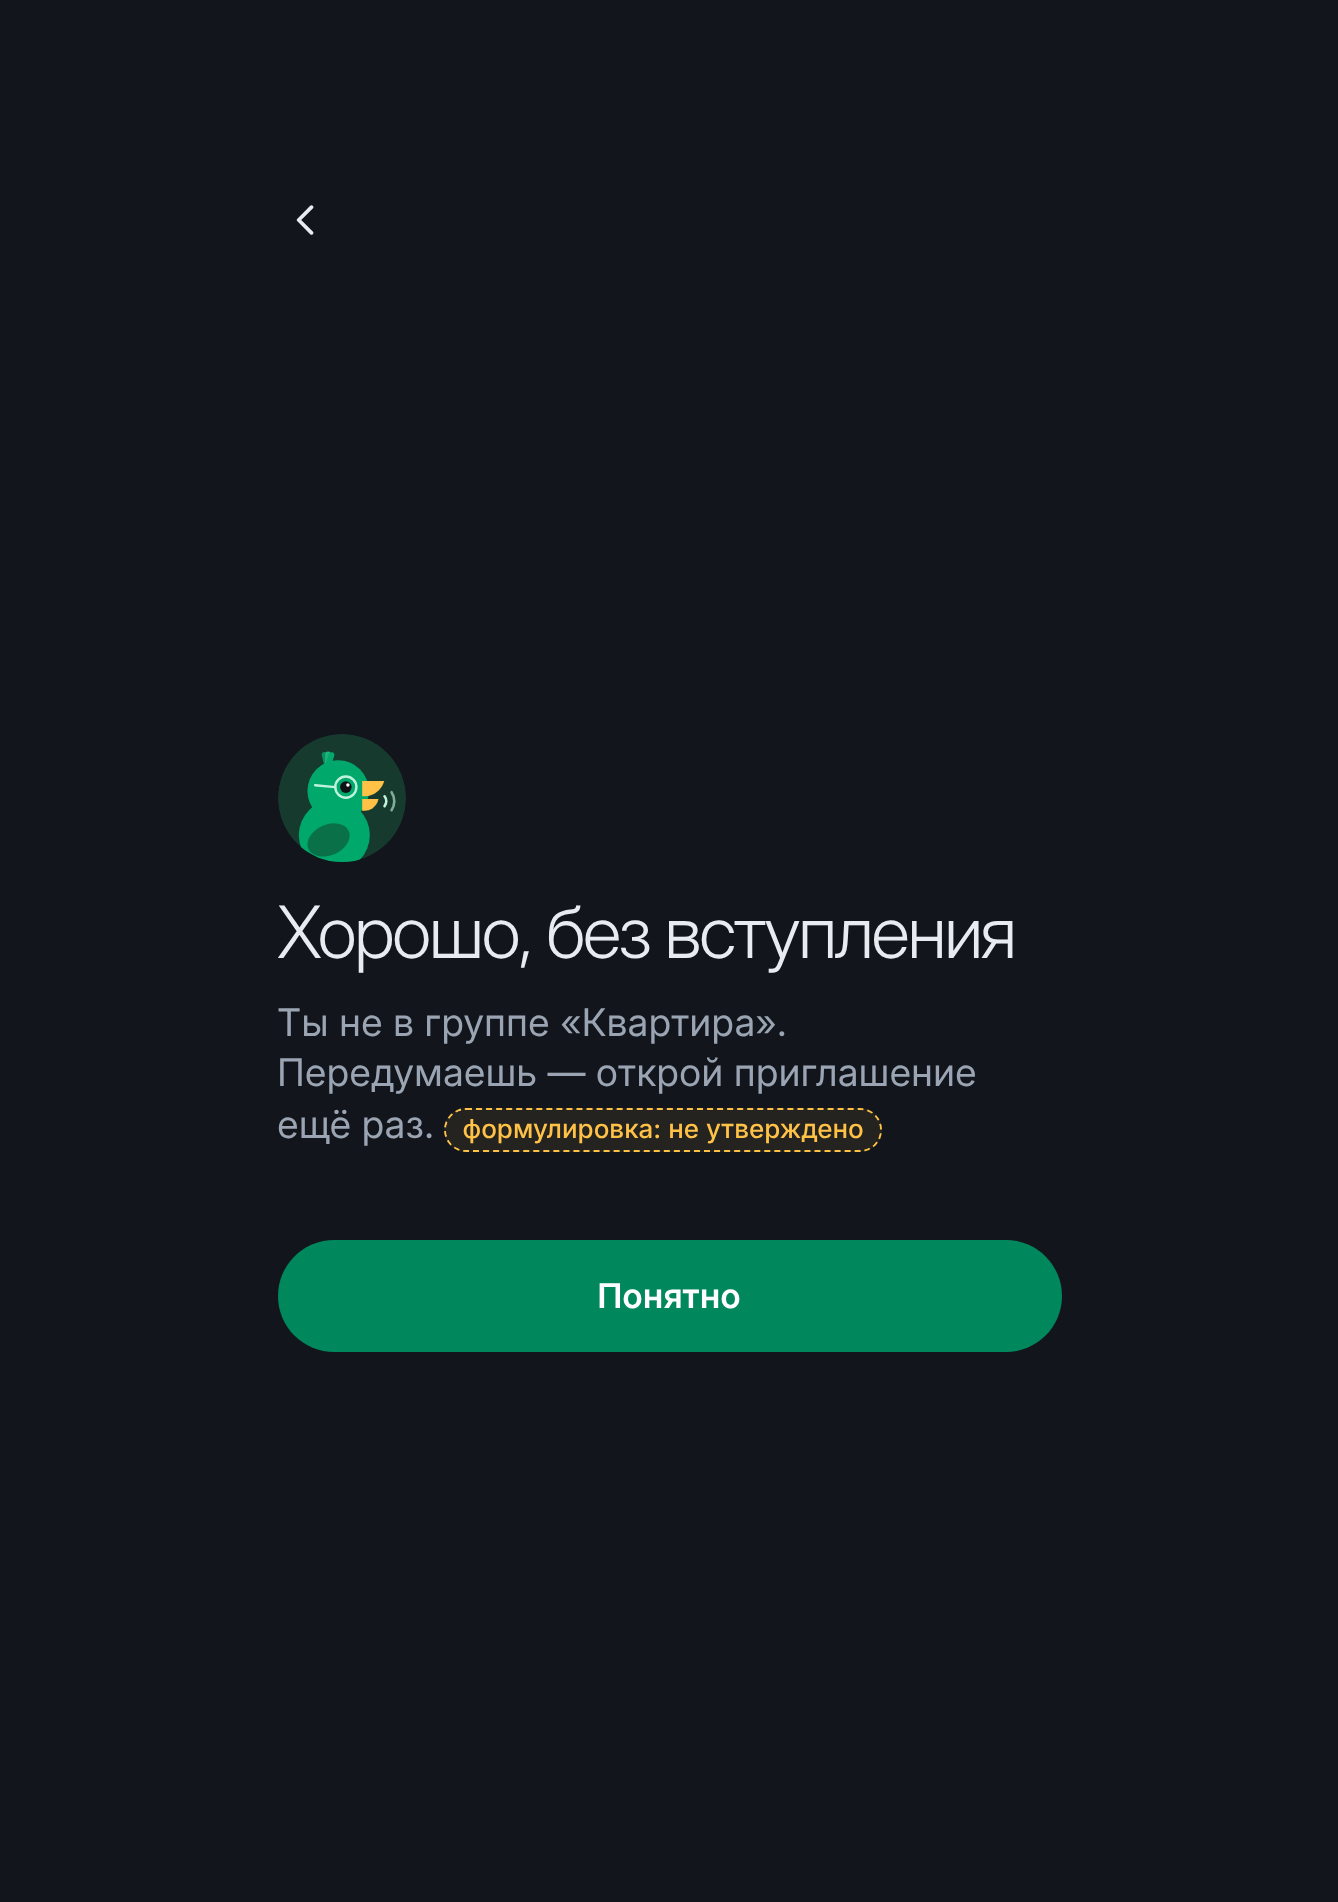 Хорошо, без вступления
Ты не в группе «Квартира».
Передумаешь — открой приглашение
ещё раз. формулировка: не утверждено
Понятно